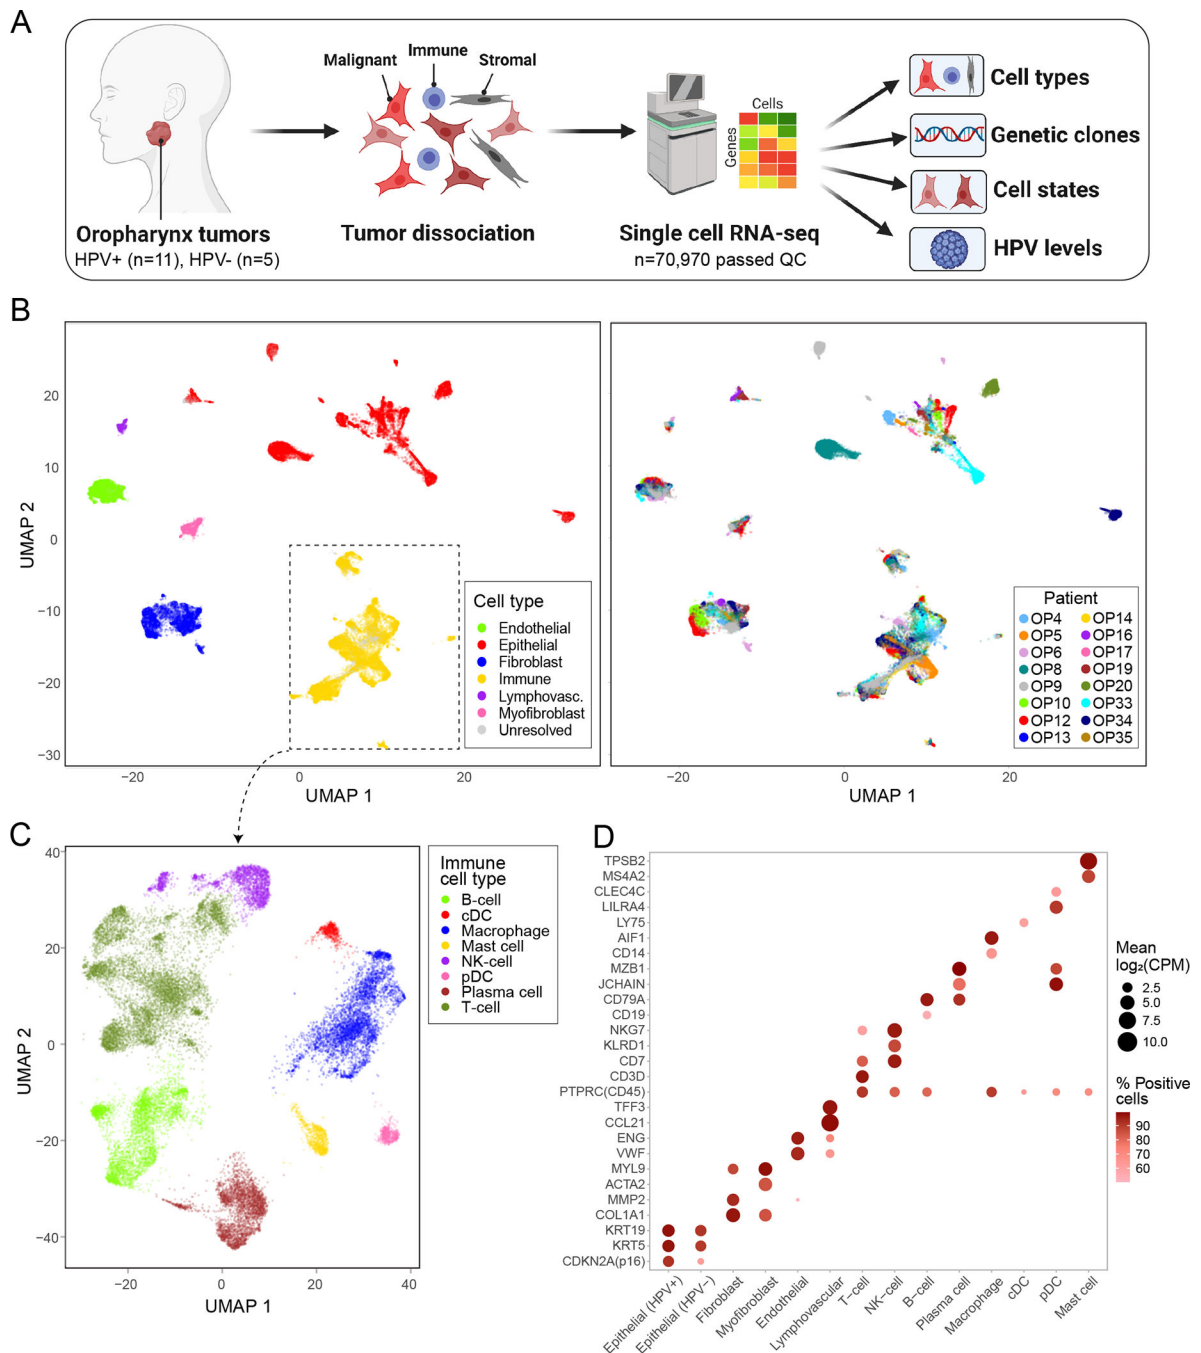 A
Malignant
Immune
Stromal
Cells
Genes
Cell types
Genetic clones
Cell states
HPV levels
Oropharynx tumors
HPV+ (n=11), HPV- (n=5)
Tumor dissociation
Single cell RNA-seq
n=70,970 passed QC
B
UMAP 2
20
10
0
−10
−20
−30
−20
0
20
UMAP 1
Cell type
Endothelial
Epithelial
Fibroblast
Immune
Lymphovasc.
Myofibroblast
Unresolved
−20
0
20
UMAP 1
Patient
OP4
OP14
OP5
OP16
OP6
OP17
OP8
OP19
OP9
OP20
OP10
OP33
OP12
OP34
OP13
OP35
C
UMAP 2
40
20
0
−20
−40
−20
0
20
40
UMAP 1
Immune
cell type
B-cell
cDC
Macrophage
Mast cell
NK-cell
pDC
Plasma cell
T-cell
D
TPSB2
MS4A2
CLEC4C
LILRA4
LY75
AIF1
CD14
MZB1
JCHAIN
CD79A
CD19
NKG7
KLRD1
CD7
CD3D
PTPRC(CD45)
TFF3
CCL21
ENG
VWF
MYL9
ACTA2
MMP2
COL1A1
KRT19
KRT5
CDKN2A(p16)
Epithelial (HPV+)
Epithelial (HPV−)
Fibroblast
Myofibroblast
Endothelial
Lymphovascular
T−cell
NK−cell
B−cell
Plasma cell
Macrophage
cDC
pDC
Mast cell
Mean
log₂(CPM)
2.5
5.0
7.5
10.0
% Positive
cells
90
80
70
60